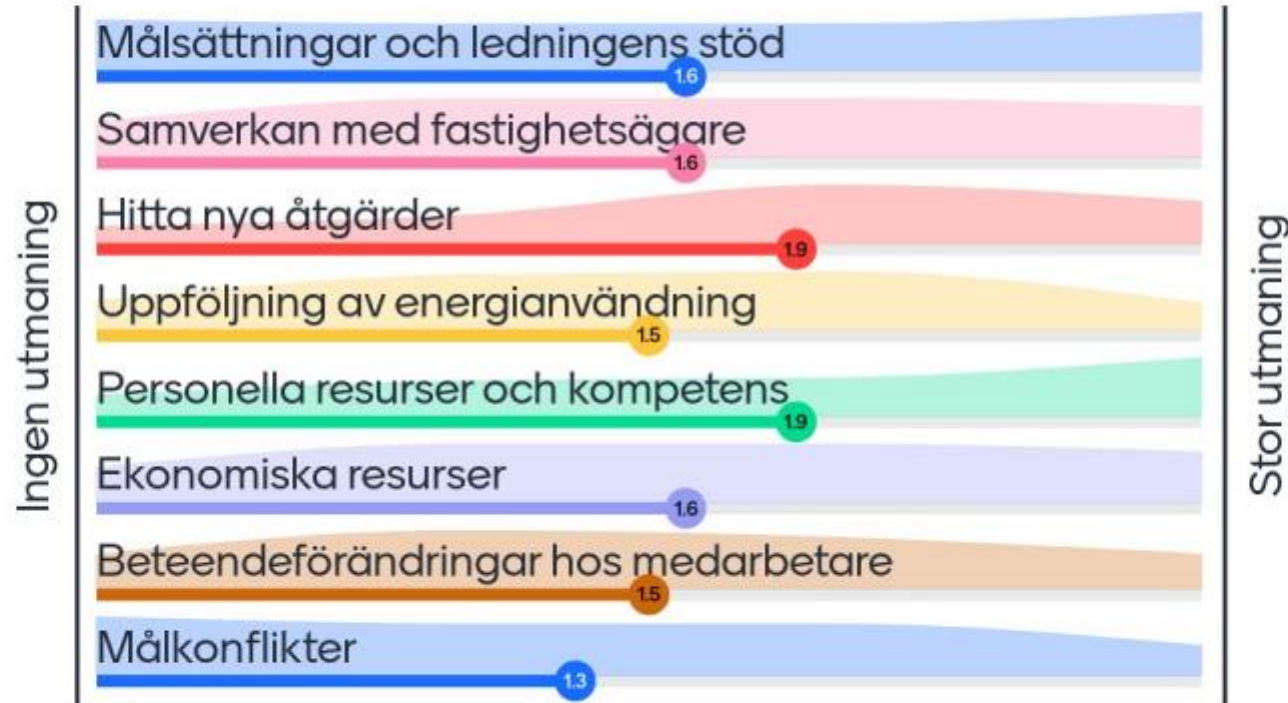 Ingen utmaning
Målsättningar och ledningens stöd
1.6
Samverkan med fastighetsägare
1.6
Hitta nya åtgärder
1.9
Uppföljning av energianvändning
1.5
Personella resurser och kompetens
1.9
Ekonomiska resurser
1.6
Beteendeförändringar hos medarbetare
1.5
Målkonflikter
1.3
Stor utmaning